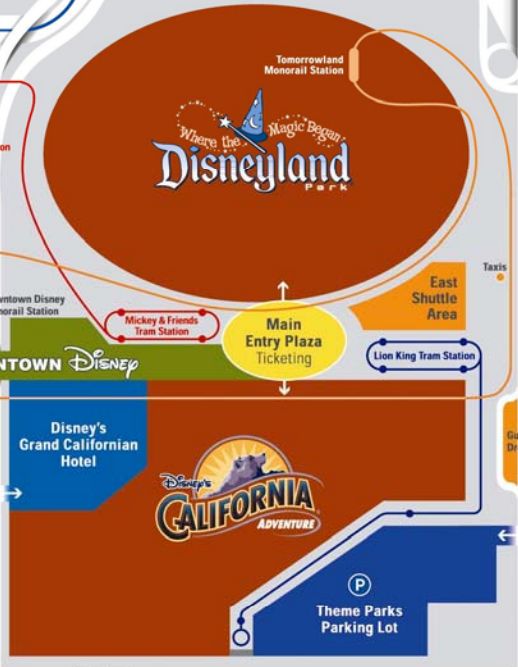 Tomorrowland
Monorail Station
Where the Magic Began
Disneyland
Park
Taxis
East
Shuttle
Area
Mickey & Friends
Tram Station
Main
Entry Plaza
Ticketing
Lion King Tram Station
Disney
Disney's
Grand Californian
Hotel
Disney's
CALIFORNIA
ADVENTURE
P
Theme Parks
Parking Lot